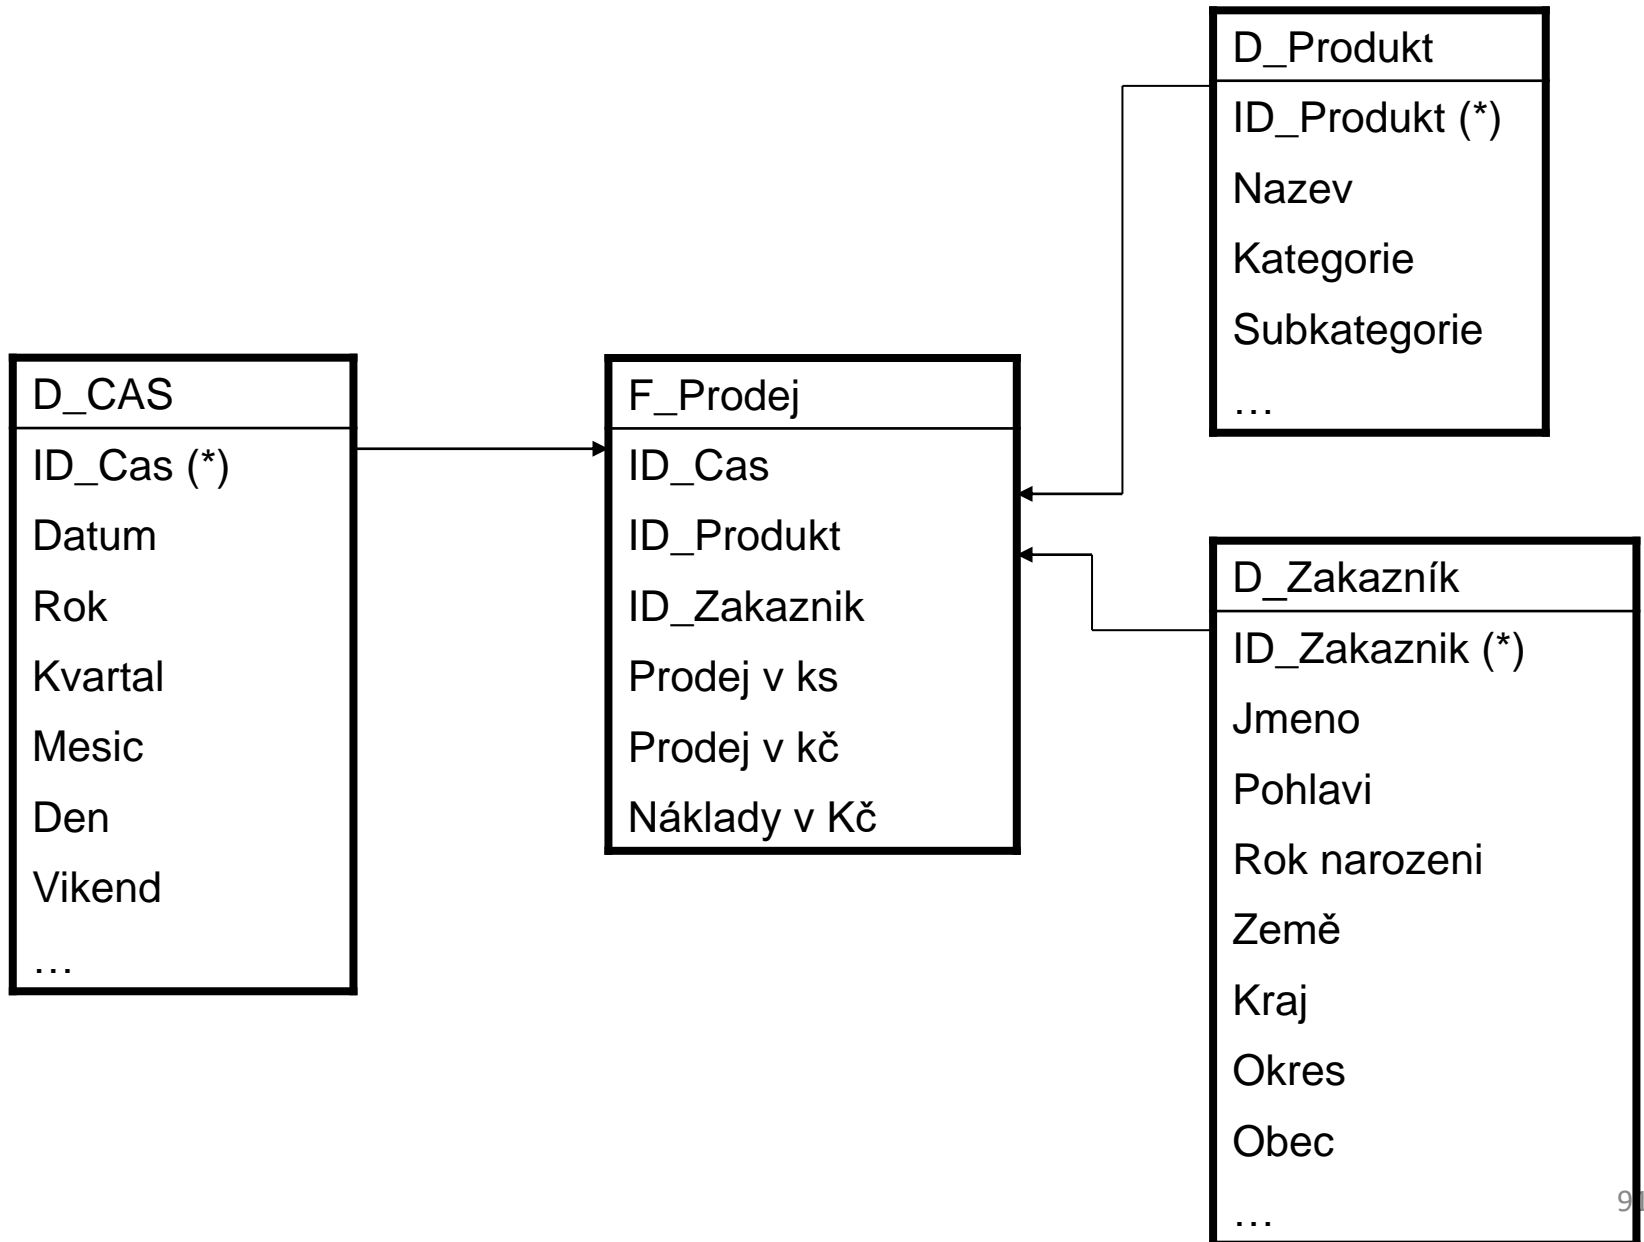 D_CAS
ID_Cas (*)
Datum
Rok
Kvartal
Mesic
Den
Vikend
…
F_Prodej
ID_Cas
ID_Produkt
ID_Zakaznik
Prodej v ks
Prodej v kč
Náklady v Kč
D_Produkt
ID_Produkt (*)
Nazev
Kategorie
Subkategorie
…
D_Zakazník
ID_Zakaznik (*)
Jmeno
Pohlavi
Rok narozeni
Země
Kraj
Okres
Obec
…